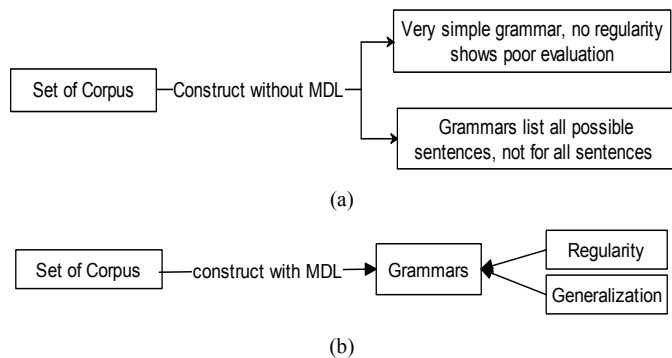 Very simple grammar, no regularity
shows poor evaluation
Set of Corpus
Construct without MDL
Grammars list all possible
sentences, not for all sentences
(a)
Set of Corpus
construct with MDL
Grammars
Regularity
Generalization
(b)